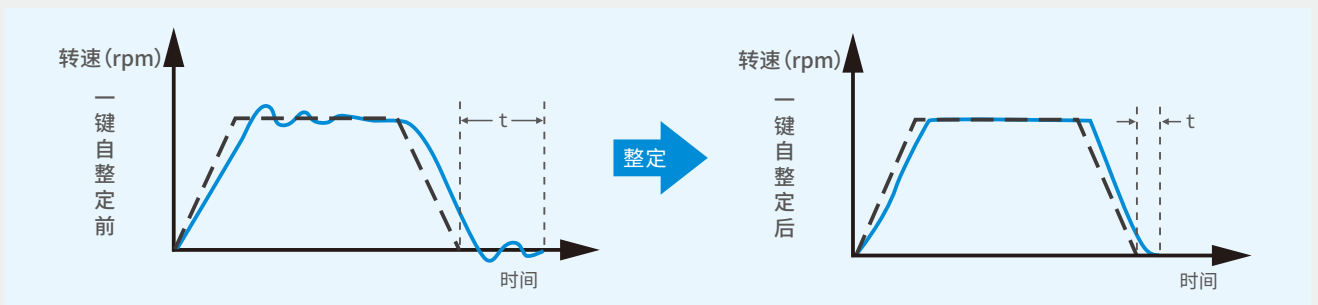 转速(rpm)
一键自整定前
t
时间
整定
转速(rpm)
一键自整定后
t
时间